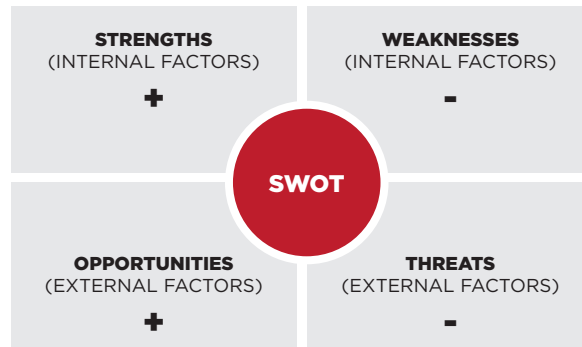 STRENGTHS
(INTERNAL FACTORS)
+
WEAKNESSES
(INTERNAL FACTORS)
-
SWOT
OPPORTUNITIES
(EXTERNAL FACTORS)
+
THREATS
(EXTERNAL FACTORS)
-